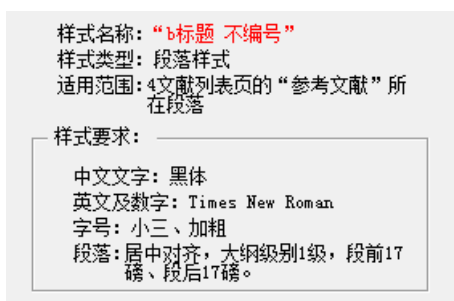 样式名称：“b标题 不编号”
样式类型：段落样式
适用范围：4文献列表页的“参考文献”所
在段落
样式要求：
中文文字：黑体
英文及数字：Times New Roman
字号：小三、加粗
段落：居中对齐，大纲级别1级，段前17
磅、段后17磅。